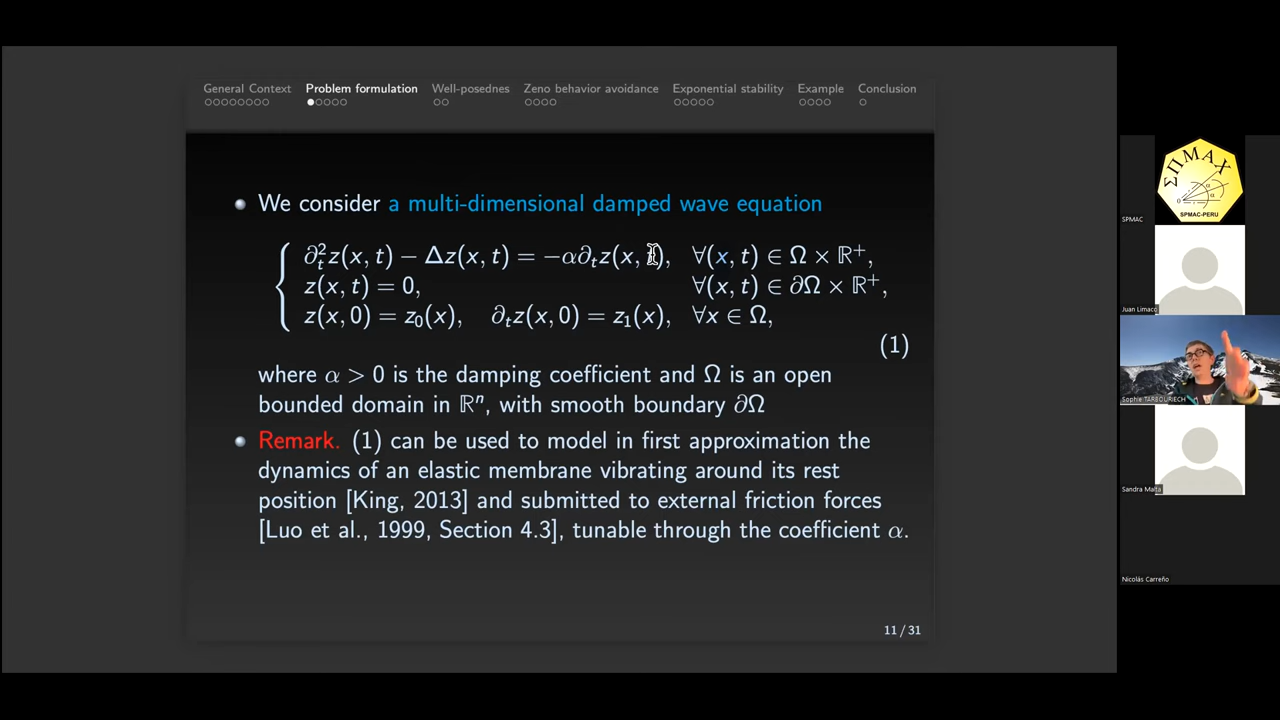 General Context Problem formulation Well-posednes Zeno behavior avoidance Exponential stability Example Conclusion
We consider a multi-dimensional damped wave equation
∂ₜ²z(x, t) − Δz(x, t) = −α∂ₜz(x, t), ∀(x, t) ∈ Ω × ℝ⁺,
z(x, t) = 0, ∀(x, t) ∈ ∂Ω × ℝ⁺,
z(x, 0) = z₀(x), ∂ₜz(x, 0) = z₁(x), ∀x ∈ Ω,
(1)
where α > 0 is the damping coefficient and Ω is an open
bounded domain in ℝⁿ, with smooth boundary ∂Ω
Remark. (1) can be used to model in first approximation the
dynamics of an elastic membrane vibrating around its rest
position [King, 2013] and submitted to external friction forces
[Luo et al., 1999, Section 4.3], tunable through the coefficient α.
11 / 31
ΣΠΜΑΧ
SPMAC-PERU
SPMAC
Juan Limaco
Sophie TARBOURIECH
Sandra Malta
Nicolás Carreño